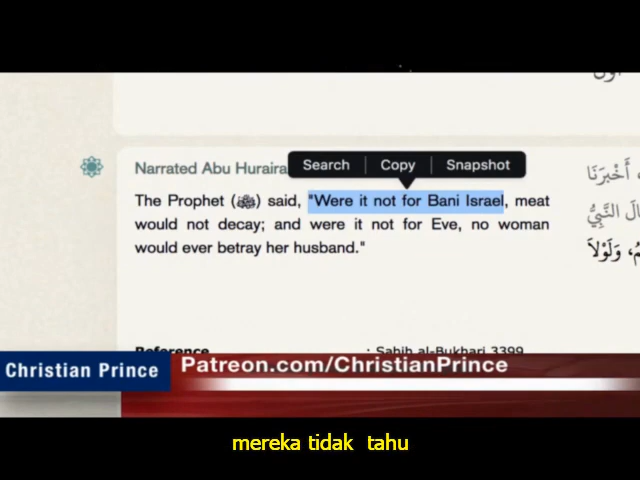 Narrated Abu Huraira
Search Copy Snapshot
The Prophet (ﷺ) said, "Were it not for Bani Israel, meat
would not decay; and were it not for Eve, no woman
would ever betray her husband."
أَخْبَرَنَا
النَّبِيُّ
وَلَوْلاَ
Reference : Sahih al-Bukhari 3399
Christian Prince
Patreon.com/ChristianPrince
mereka tidak tahu